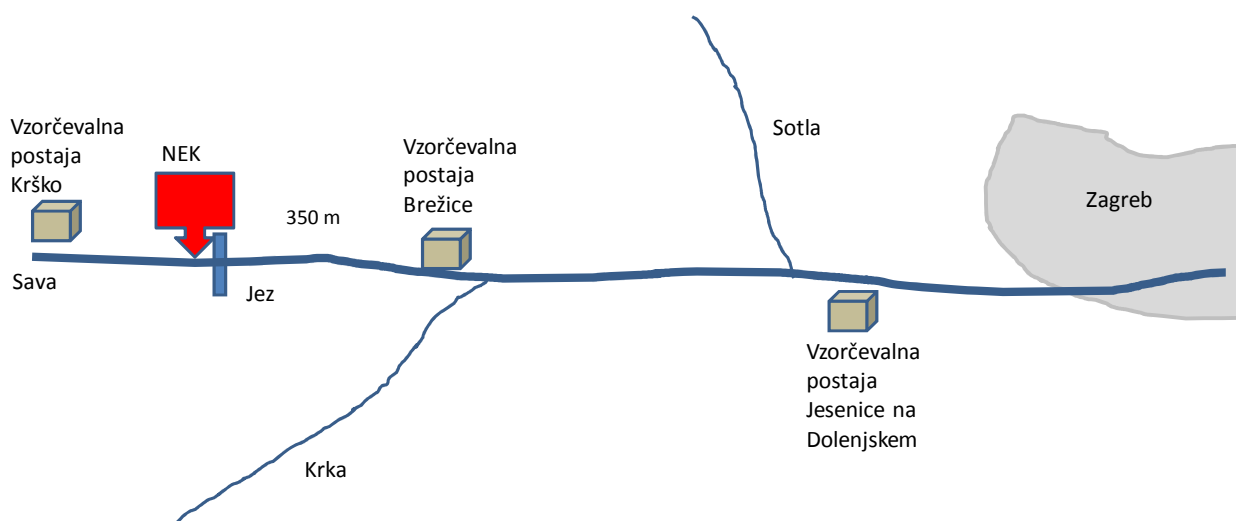 Vzorčevalna
postaja
Krško
NEK
350 m
Vzorčevalna
postaja
Brežice
Sotla
Zagreb
Sava
Jez
Vzorčevalna
postaja
Jesenice na
Dolenjskem
Krka